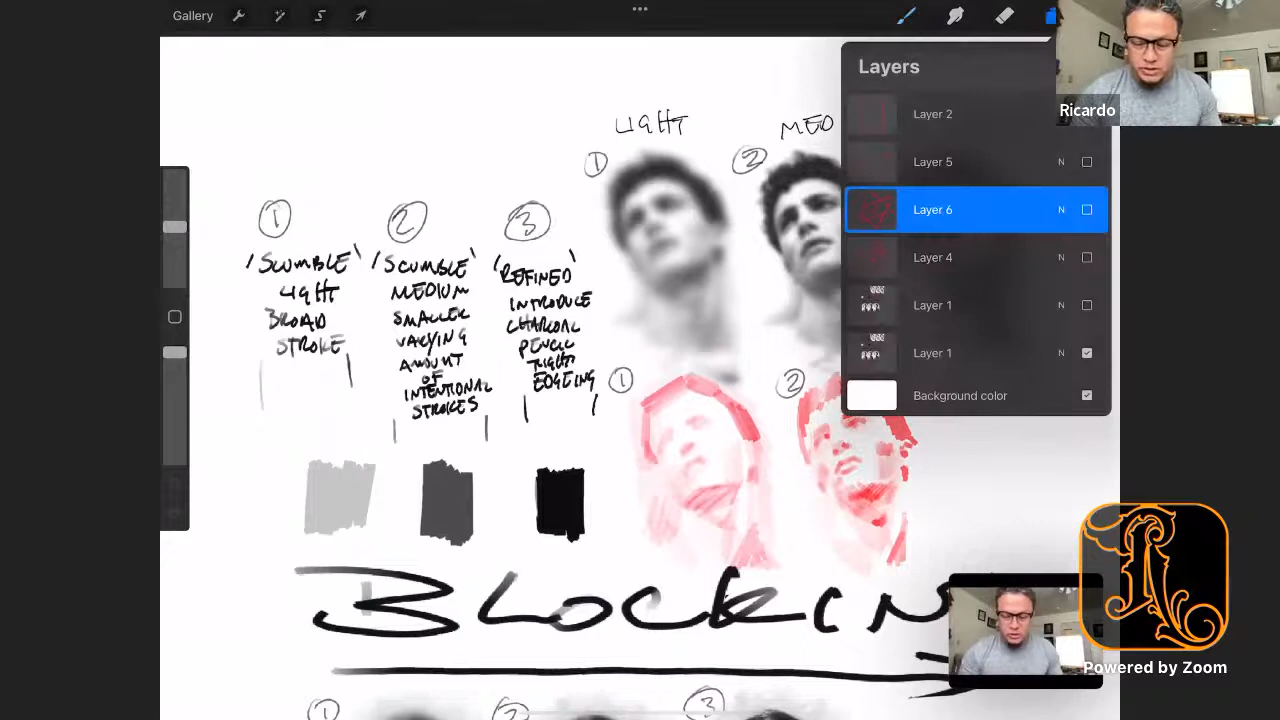 Gallery
Layers
Ricardo
Layer 2
Layer 5 N
Layer 6 N
Layer 4 N
Layer 1 N
Layer 1 N
Background color
LIGHT
MED
1
2
1
2
3
'SCUMBLE'
LIGHT
BROAD
STROKE
'SCUMBLE'
MEDIUM
SMALLER
VARYING
AMOUNT
OF
INTENTIONAL
STROKES
'REFINED'
INTRODUCE
CHARCOAL
PENCIL
TIGHT
EDGEING
1
2
BLOCKIN
Powered by Zoom
1
2
3